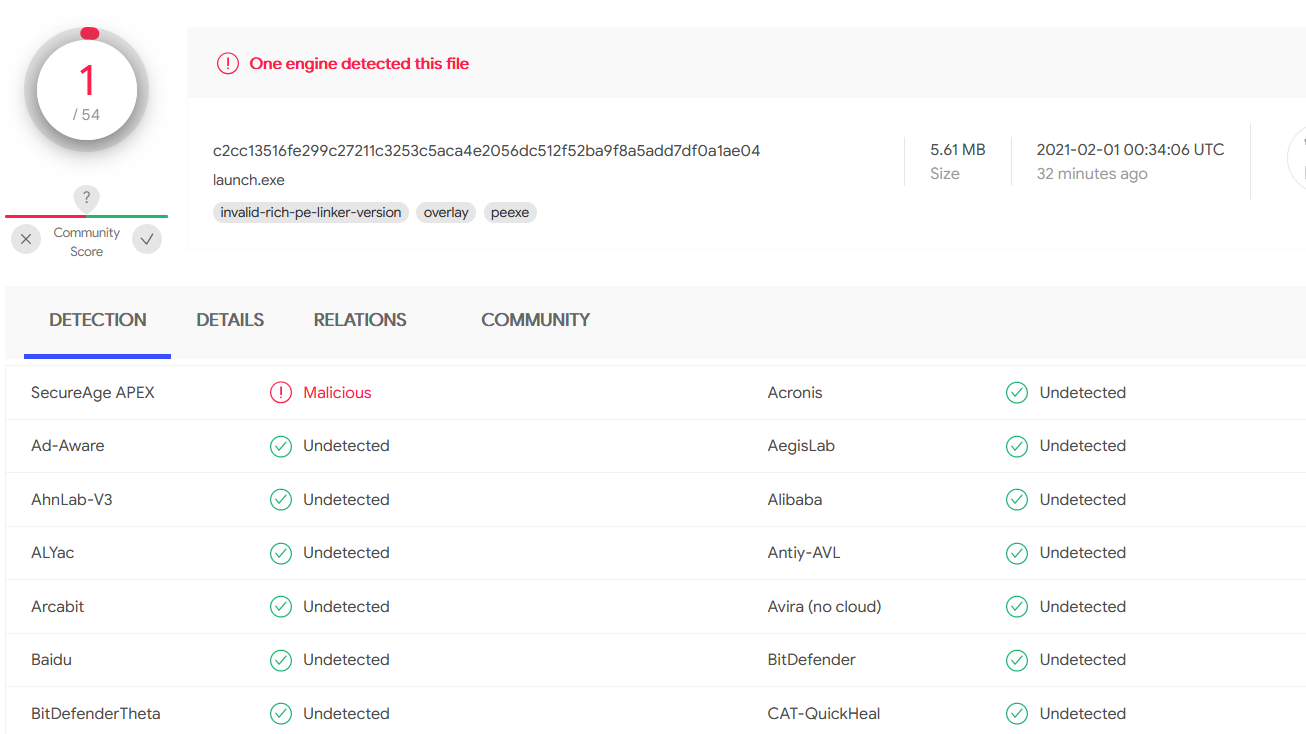 1
/ 54
One engine detected this file
c2cc13516fe299c27211c3253c5aca4e2056dc512f52ba9f8a5add7df0a1ae04
launch.exe
invalid-rich-pe-linker-version overlay peexe
5.61 MB
Size
2021-02-01 00:34:06 UTC
32 minutes ago
?
Community
Score
DETECTION DETAILS RELATIONS COMMUNITY
SecureAge APEX Malicious Acronis Undetected
Ad-Aware Undetected AegisLab Undetected
AhnLab-V3 Undetected Alibaba Undetected
ALYac Undetected Antiy-AVL Undetected
Arcabit Undetected Avira (no cloud) Undetected
Baidu Undetected BitDefender Undetected
BitDefenderTheta Undetected CAT-QuickHeal Undetected